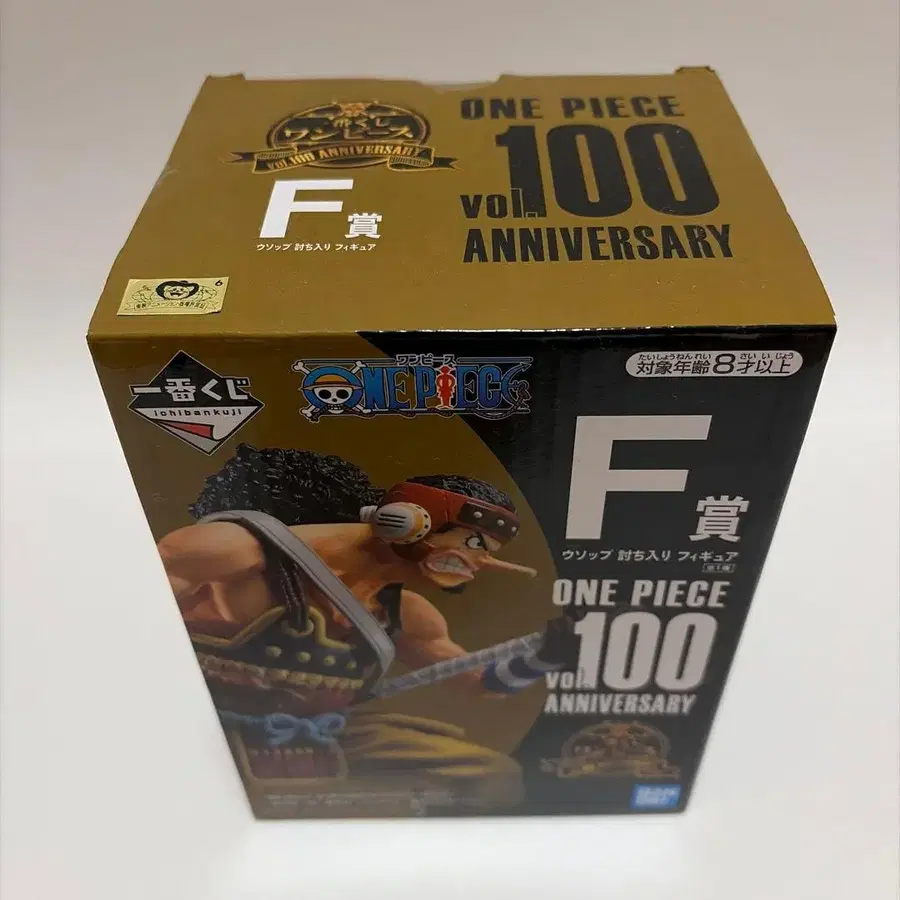 一番くじ
ワンピース
VOL.100 ANNIVERSARY
F賞
ウソップ 討ち入り フィギュア
ONE PIECE
vol.100
ANNIVERSARY
一番くじ
ichibankuji
ワンピース
ONE PIECE
たいしょうねんれい さい いじょう
対象年齢8才以上
F賞
ウソップ 討ち入り フィギュア
全1種
ONE PIECE
vol.100
ANNIVERSARY